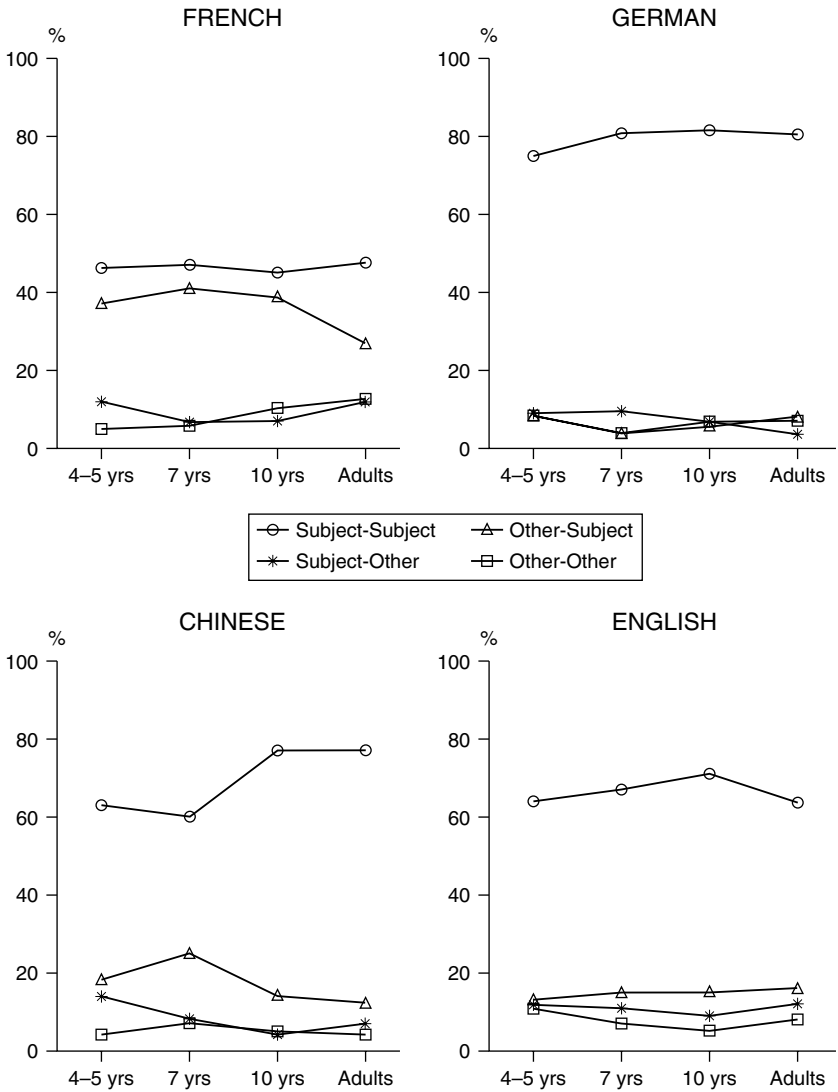 FRENCH GERMAN
% %
100 100
80 80
60 60
40 40
20 20
0 0
4–5 yrs 7 yrs 10 yrs Adults 4–5 yrs 7 yrs 10 yrs Adults
Subject-Subject Other-Subject
Subject-Other Other-Other
CHINESE ENGLISH
% %
100 100
80 80
60 60
40 40
20 20
0 0
4–5 yrs 7 yrs 10 yrs Adults 4–5 yrs 7 yrs 10 yrs Adults